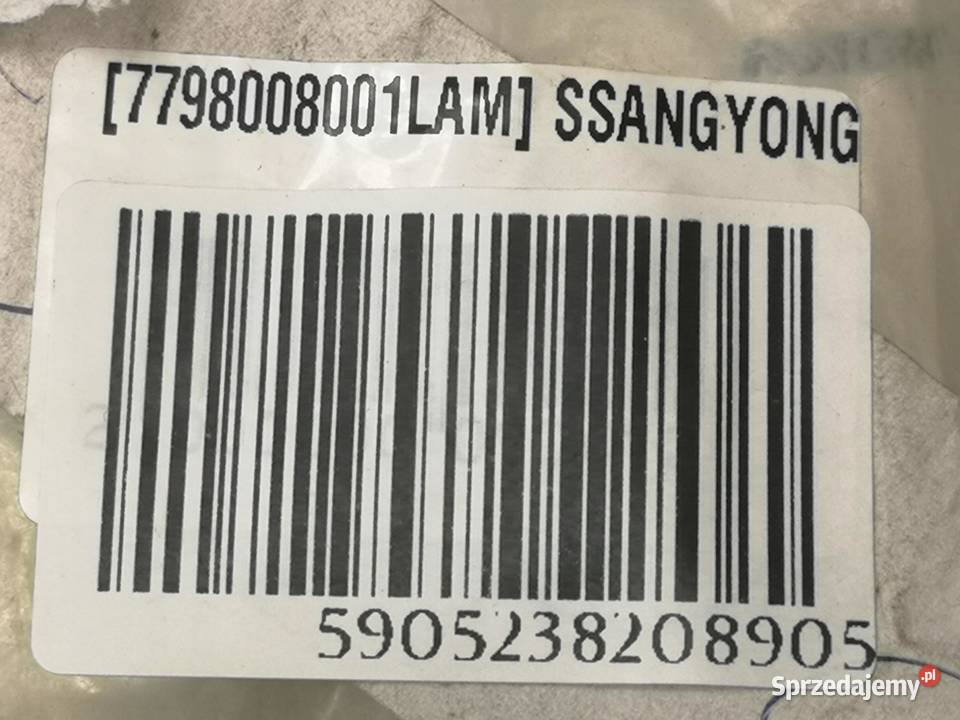 [7798008001LAM] SSANGYONG
5905238208905
Sprzedajemy.pl